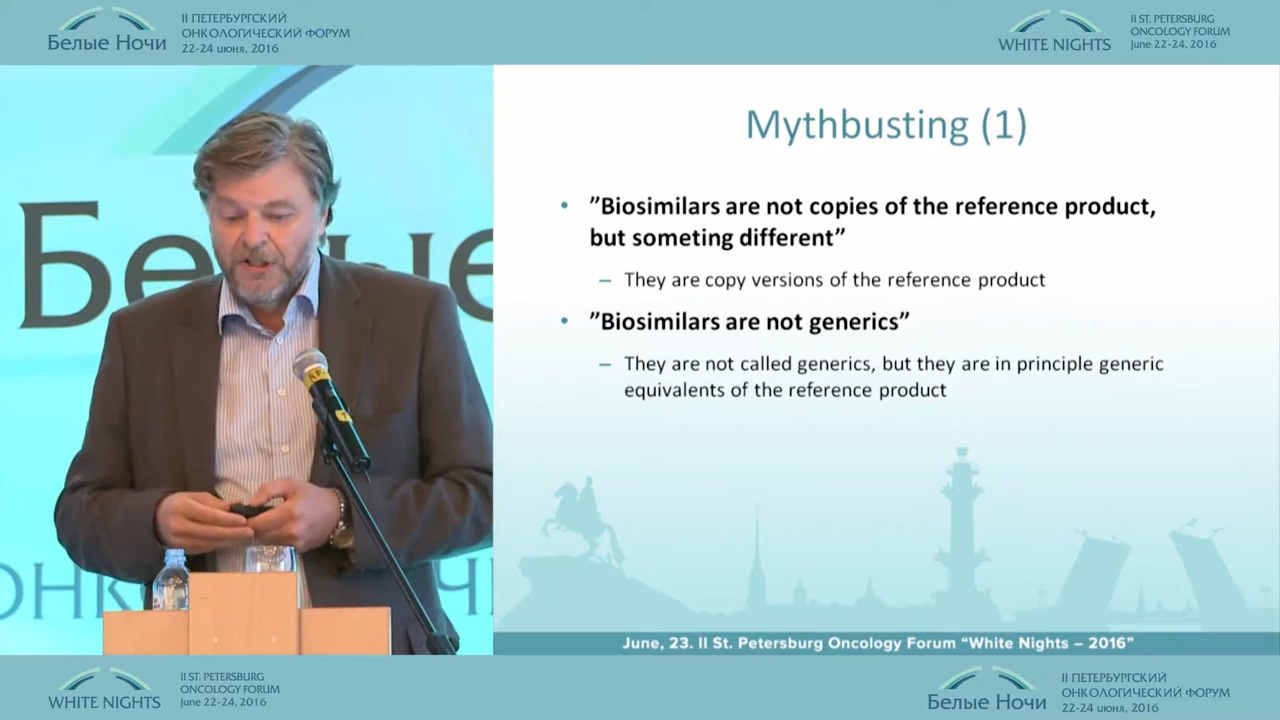 Белые Ночи
II ПЕТЕРБУРГСКИЙ
ОНКОЛОГИЧЕСКИЙ ФОРУМ
22-24 июня, 2016
WHITE NIGHTS
II ST. PETERSBURG
ONCOLOGY FORUM
June 22-24, 2016
Mythbusting (1)
• ”Biosimilars are not copies of the reference product,
but someting different”
– They are copy versions of the reference product
• ”Biosimilars are not generics”
– They are not called generics, but they are in principle generic
equivalents of the reference product
June, 23. II St. Petersburg Oncology Forum “White Nights – 2016”
WHITE NIGHTS
II ST. PETERSBURG
ONCOLOGY FORUM
June 22-24, 2016
Белые Ночи
II ПЕТЕРБУРГСКИЙ
ОНКОЛОГИЧЕСКИЙ ФОРУМ
22-24 июня, 2016